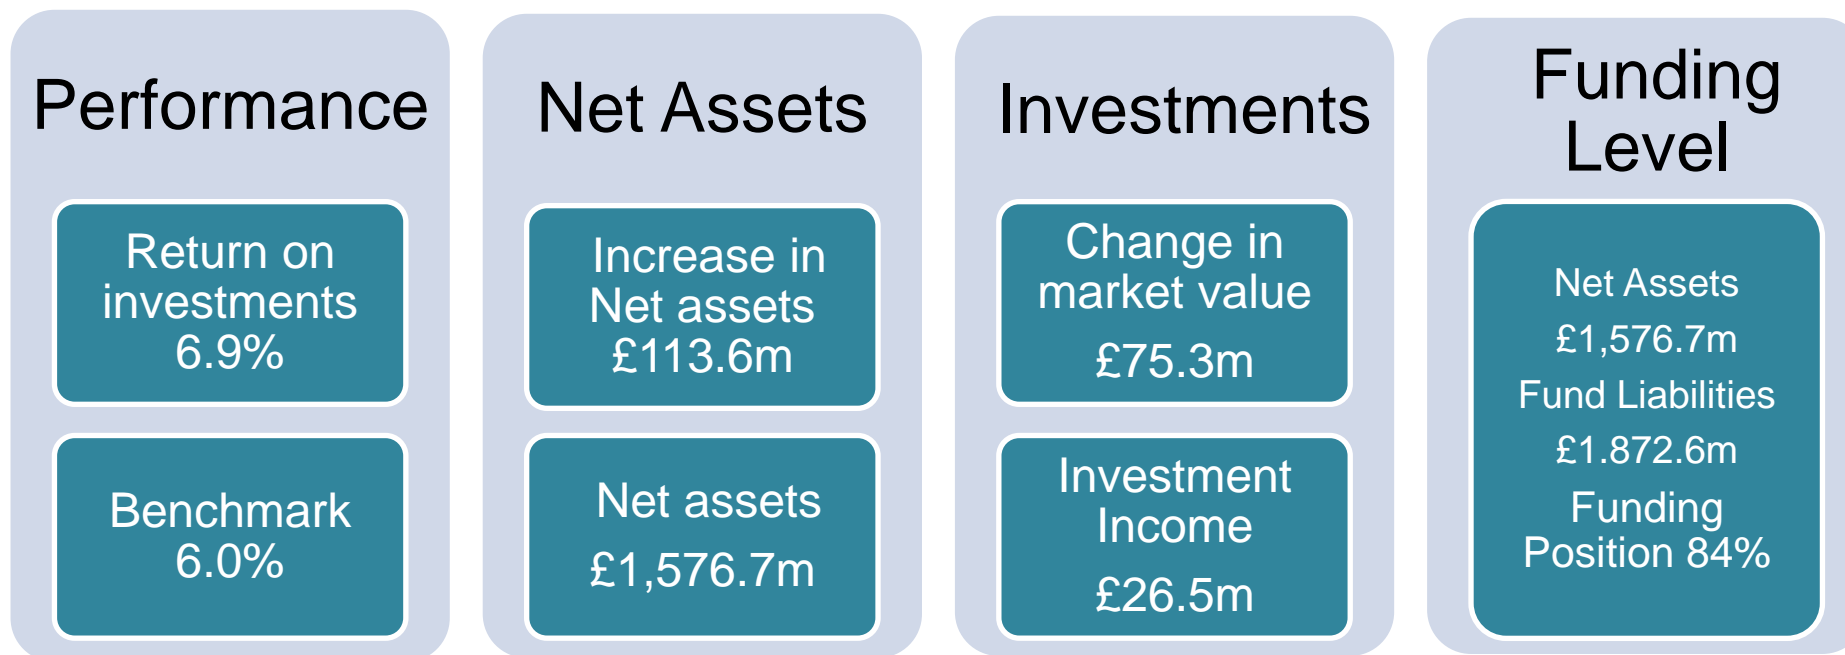 Performance
Return on
investments
6.9%
Benchmark
6.0%
Net Assets
Increase in
Net assets
£113.6m
Net assets
£1,576.7m
Investments
Change in
market value
£75.3m
Investment
Income
£26.5m
Funding
Level
Net Assets
£1,576.7m
Fund Liabilities
£1.872.6m
Funding
Position 84%